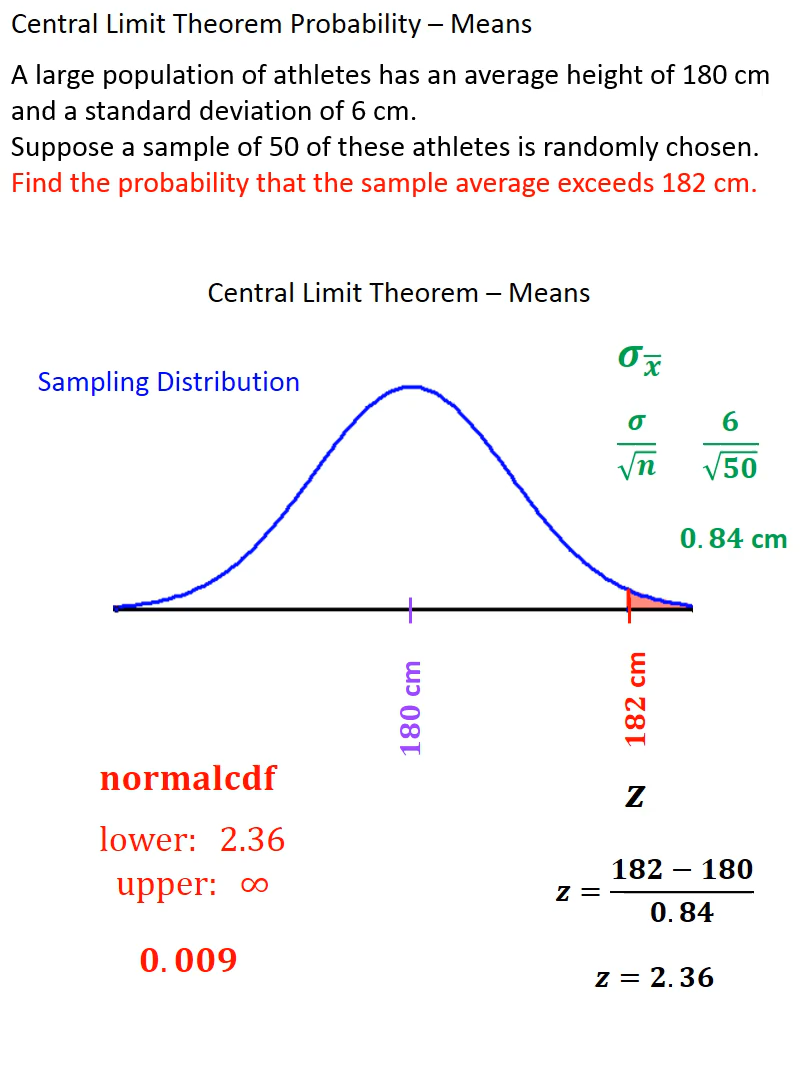 Central Limit Theorem Probability – Means
A large population of athletes has an average height of 180 cm
and a standard deviation of 6 cm.
Suppose a sample of 50 of these athletes is randomly chosen.
Find the probability that the sample average exceeds 182 cm.
Central Limit Theorem – Means
Sampling Distribution
σx̅
σ/√n 6/√50
0.84 cm
180 cm
182 cm
normalcdf
lower: 2.36
upper: ∞
0.009
z
z = (182 − 180)/0.84
z = 2.36